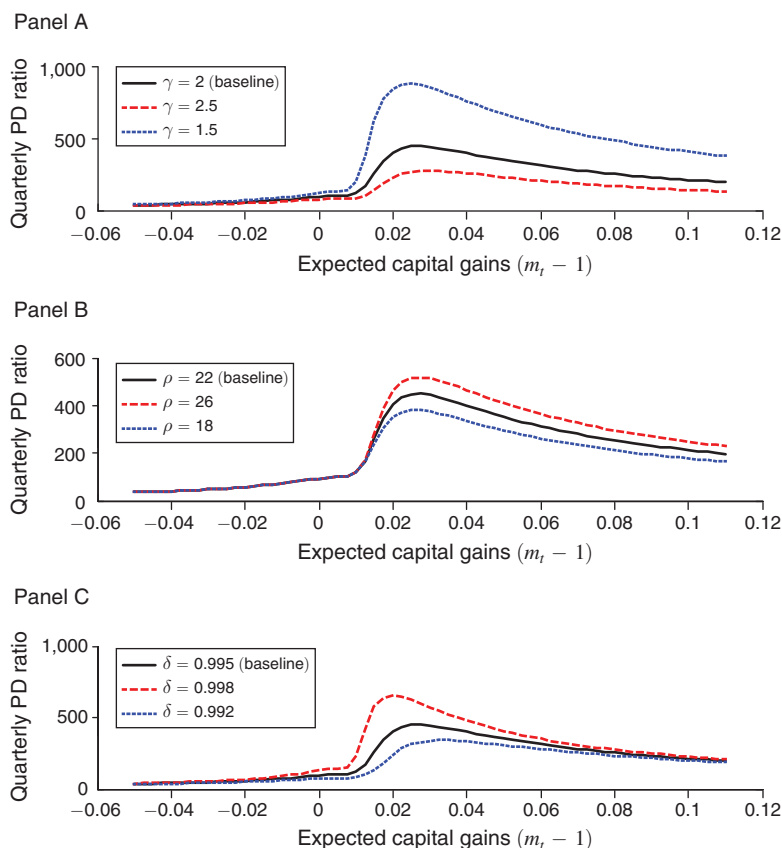 Panel A
Quarterly PD ratio
1,000
500
0
γ = 2 (baseline)
γ = 2.5
γ = 1.5
−0.06 −0.04 −0.02 0 0.02 0.04 0.06 0.08 0.1 0.12
Expected capital gains (m_t − 1)
Panel B
Quarterly PD ratio
600
400
200
0
ρ = 22 (baseline)
ρ = 26
ρ = 18
−0.06 −0.04 −0.02 0 0.02 0.04 0.06 0.08 0.1 0.12
Expected capital gains (m_t − 1)
Panel C
Quarterly PD ratio
1,000
500
0
δ = 0.995 (baseline)
δ = 0.998
δ = 0.992
−0.06 −0.04 −0.02 0 0.02 0.04 0.06 0.08 0.1 0.12
Expected capital gains (m_t − 1)